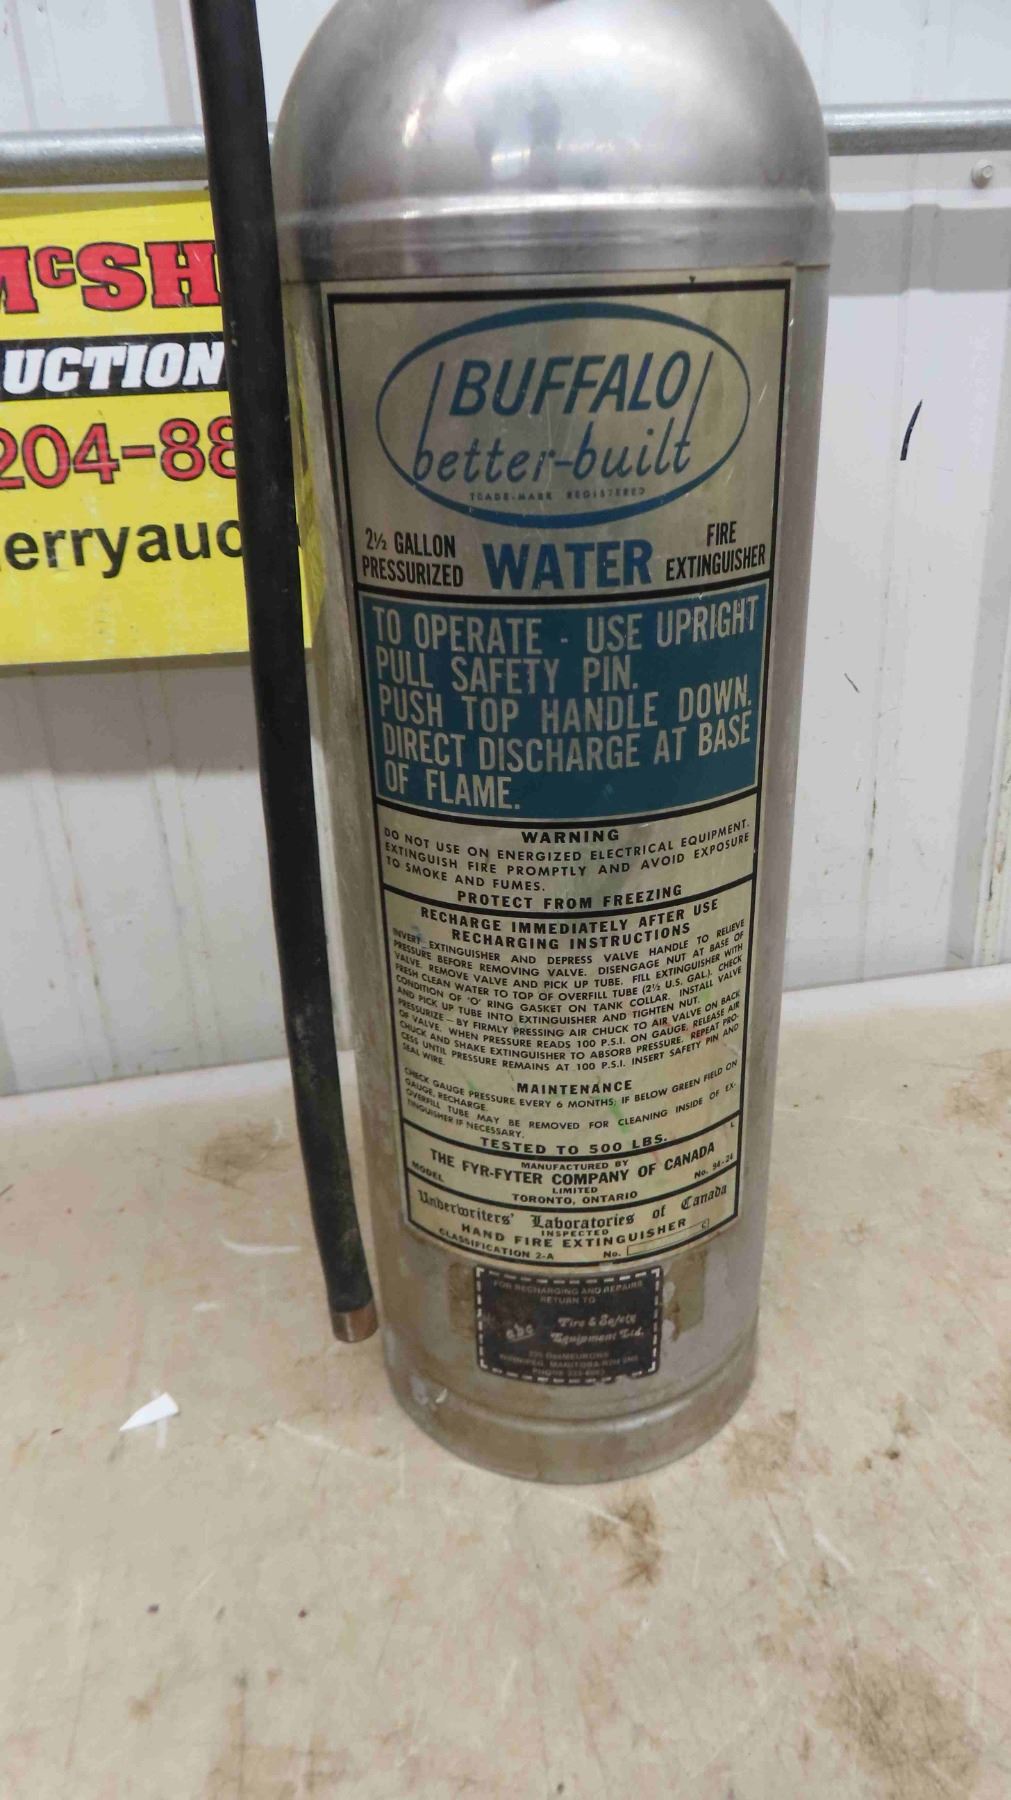 McSH
UCTION
204-88
erryauc
BUFFALO
better-built
TRADE-MARK REGISTERED
2½ GALLON
PRESSURIZED
WATER
FIRE
EXTINGUISHER
TO OPERATE - USE UPRIGHT
PULL SAFETY PIN.
PUSH TOP HANDLE DOWN.
DIRECT DISCHARGE AT BASE
OF FLAME.
WARNING
DO NOT USE ON ENERGIZED ELECTRICAL EQUIPMENT.
EXTINGUISH FIRE PROMPTLY AND AVOID EXPOSURE
TO SMOKE AND FUMES.
PROTECT FROM FREEZING
RECHARGE IMMEDIATELY AFTER USE
RECHARGING INSTRUCTIONS
INVERT EXTINGUISHER AND DEPRESS VALVE HANDLE TO RELIEVE
PRESSURE BEFORE REMOVING VALVE. DISENGAGE NUT AT BASE OF
VALVE. REMOVE VALVE AND PICK UP TUBE. FILL EXTINGUISHER WITH
FRESH CLEAN WATER TO TOP OF OVERFILL TUBE (2½ U.S. GAL.). CHECK
CONDITION OF 'O' RING GASKET ON TANK COLLAR. INSTALL VALVE
AND PICK UP TUBE INTO EXTINGUISHER AND TIGHTEN NUT.
PRESSURIZE — BY FIRMLY PRESSING AIR CHUCK TO AIR VALVE ON BACK
OF VALVE. WHEN PRESSURE READS 100 P.S.I. ON GAUGE, RELEASE AIR
CHUCK AND SHAKE EXTINGUISHER TO ABSORB PRESSURE. REPEAT PRO-
CESS UNTIL PRESSURE REMAINS AT 100 P.S.I. INSERT SAFETY PIN AND
SEAL WIRE.
MAINTENANCE
CHECK GAUGE PRESSURE EVERY 6 MONTHS; IF BELOW GREEN FIELD ON
GAUGE, RECHARGE.
OVERFILL TUBE MAY BE REMOVED FOR CLEANING INSIDE OF EX-
TINGUISHER IF NECESSARY.
TESTED TO 500 LBS.
L
MANUFACTURED BY
THE FYR-FYTER COMPANY OF CANADA
LIMITED
MODEL
TORONTO, ONTARIO
No. 94-24
Underwriters' Laboratories of Canada
INSPECTED
HAND FIRE EXTINGUISHER
CLASSIFICATION 2-A
No.
C
FOR RECHARGING AND REPAIRS
RETURN TO
abc
Fire & Safety
Equipment Ltd.
WINNIPEG, MANITOBA
PHONE